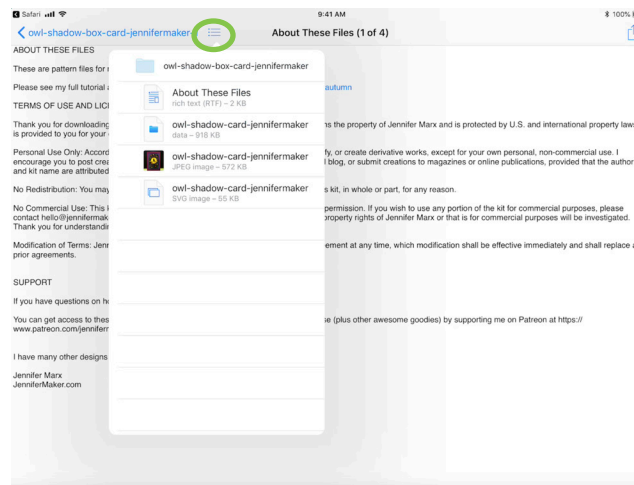 Safari 9:41 AM 100%
owl-shadow-box-card-jennifermaker- About These Files (1 of 4)
ABOUT THESE FILES
These are pattern files for
Please see my full tutorial autumn
TERMS OF USE AND LIC
Thank you for downloading ns the property of Jennifer Marx and is protected by U.S. and international property laws
is provided to you for your
Personal Use Only: Accord fy, or create derivative works, except for your own personal, non-commercial use. I
encourage you to post crea l blog, or submit creations to magazines or online publications, provided that the author
and kit name are attributed
No Redistribution: You may s kit, in whole or part, for any reason.
No Commercial Use: This permission. If you wish to use any portion of the kit for commercial purposes, please
contact hello@jennifermak property rights of Jennifer Marx or that is for commercial purposes will be investigated.
Thank you for understandin
Modification of Terms: Jenn ement at any time, which modification shall be effective immediately and shall replace a
prior agreements.
SUPPORT
If you have questions on ho
You can get access to thes se (plus other awesome goodies) by supporting me on Patreon at https://
www.patreon.com/jennifern
I have many other designs
Jennifer Marx
JenniferMaker.com
owl-shadow-box-card-jennifermaker
About These Files
rich text (RTF) – 2 KB
owl-shadow-card-jennifermaker
data – 918 KB
owl-shadow-card-jennifermaker
JPEG image – 572 KB
owl-shadow-card-jennifermaker
SVG image – 55 KB